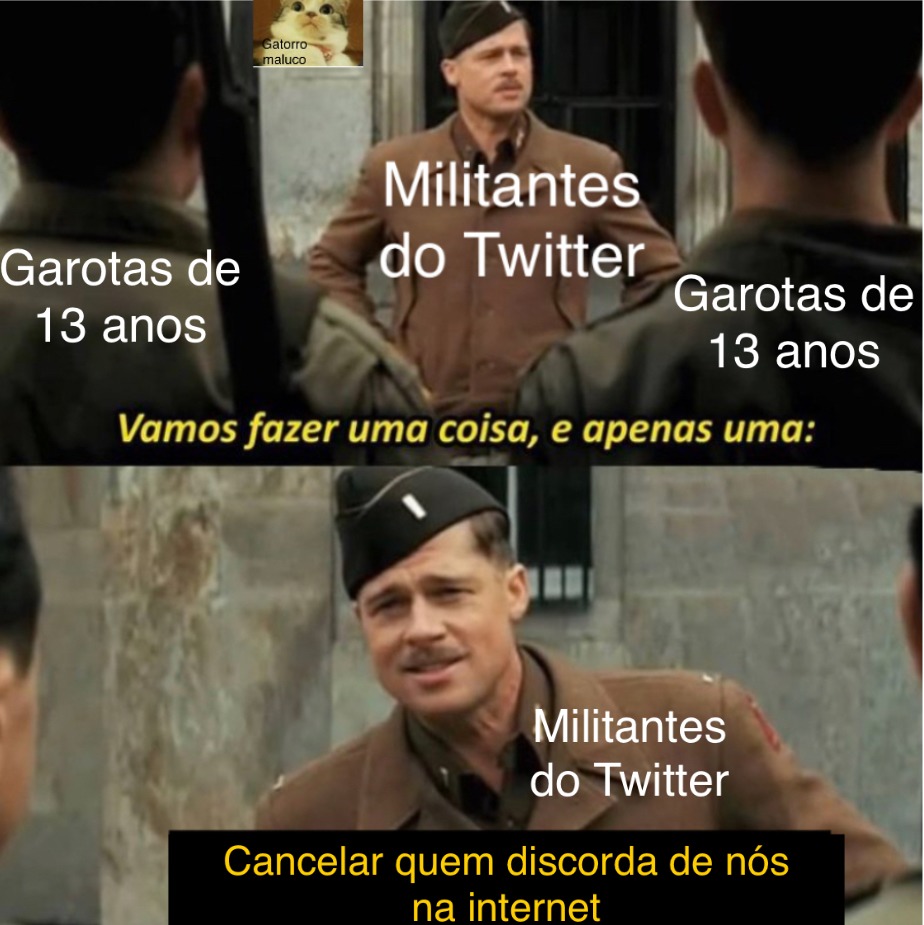 Gatorro
maluco
Militantes
do Twitter
Garotas de
13 anos
Garotas de
13 anos
Vamos fazer uma coisa, e apenas uma:
Militantes
do Twitter
Cancelar quem discorda de nós
na internet